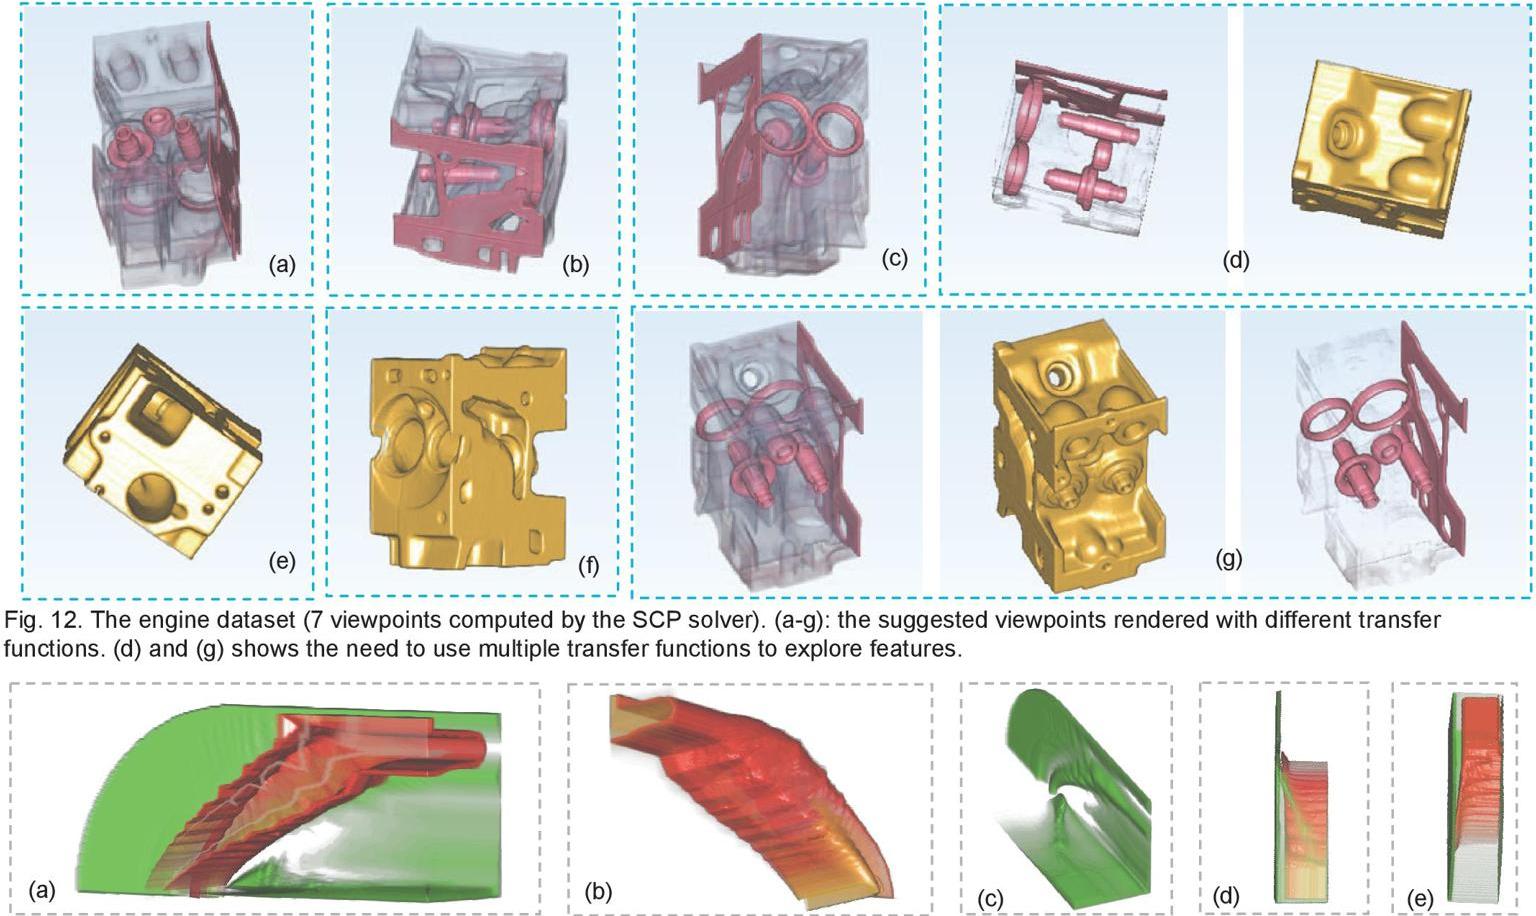 (a)
(b)
(c)
(d)
(e)
(f)
(g)
Fig. 12. The engine dataset (7 viewpoints computed by the SCP solver). (a-g): the suggested viewpoints rendered with different transfer
functions. (d) and (g) shows the need to use multiple transfer functions to explore features.
(a)
(b)
(c)
(d)
(e)